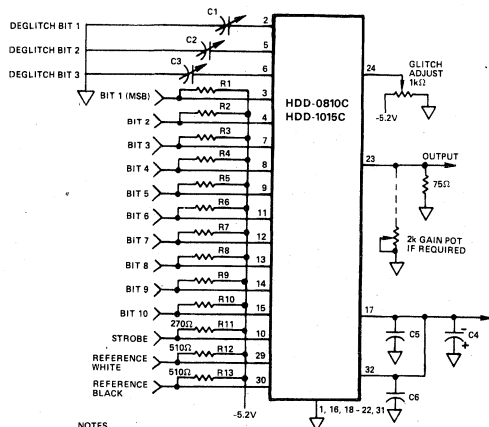 C1
DEGLITCH BIT 1
2
C2
DEGLITCH BIT 2
5
C3
DEGLITCH BIT 3
6
R1
BIT 1 (MSB)
3
R2
BIT 2
4
R3
BIT 3
7
R4
BIT 4
8
R5
BIT 5
9
R6
BIT 6
11
R7
BIT 7
12
R8
BIT 8
13
R9
BIT 9
14
R10
BIT 10
15
270Ω R11
STROBE
10
510Ω R12
REFERENCE
WHITE
29
510Ω R13
REFERENCE
BLACK
30
-5.2V
HDD-0810C
HDD-1015C
24
GLITCH
ADJUST
1kΩ
-5.2V
23
OUTPUT
75Ω
2k GAIN POT
IF REQUIRED
17
C5
C4
32
C6
1, 16, 18 - 22, 31
NOTES